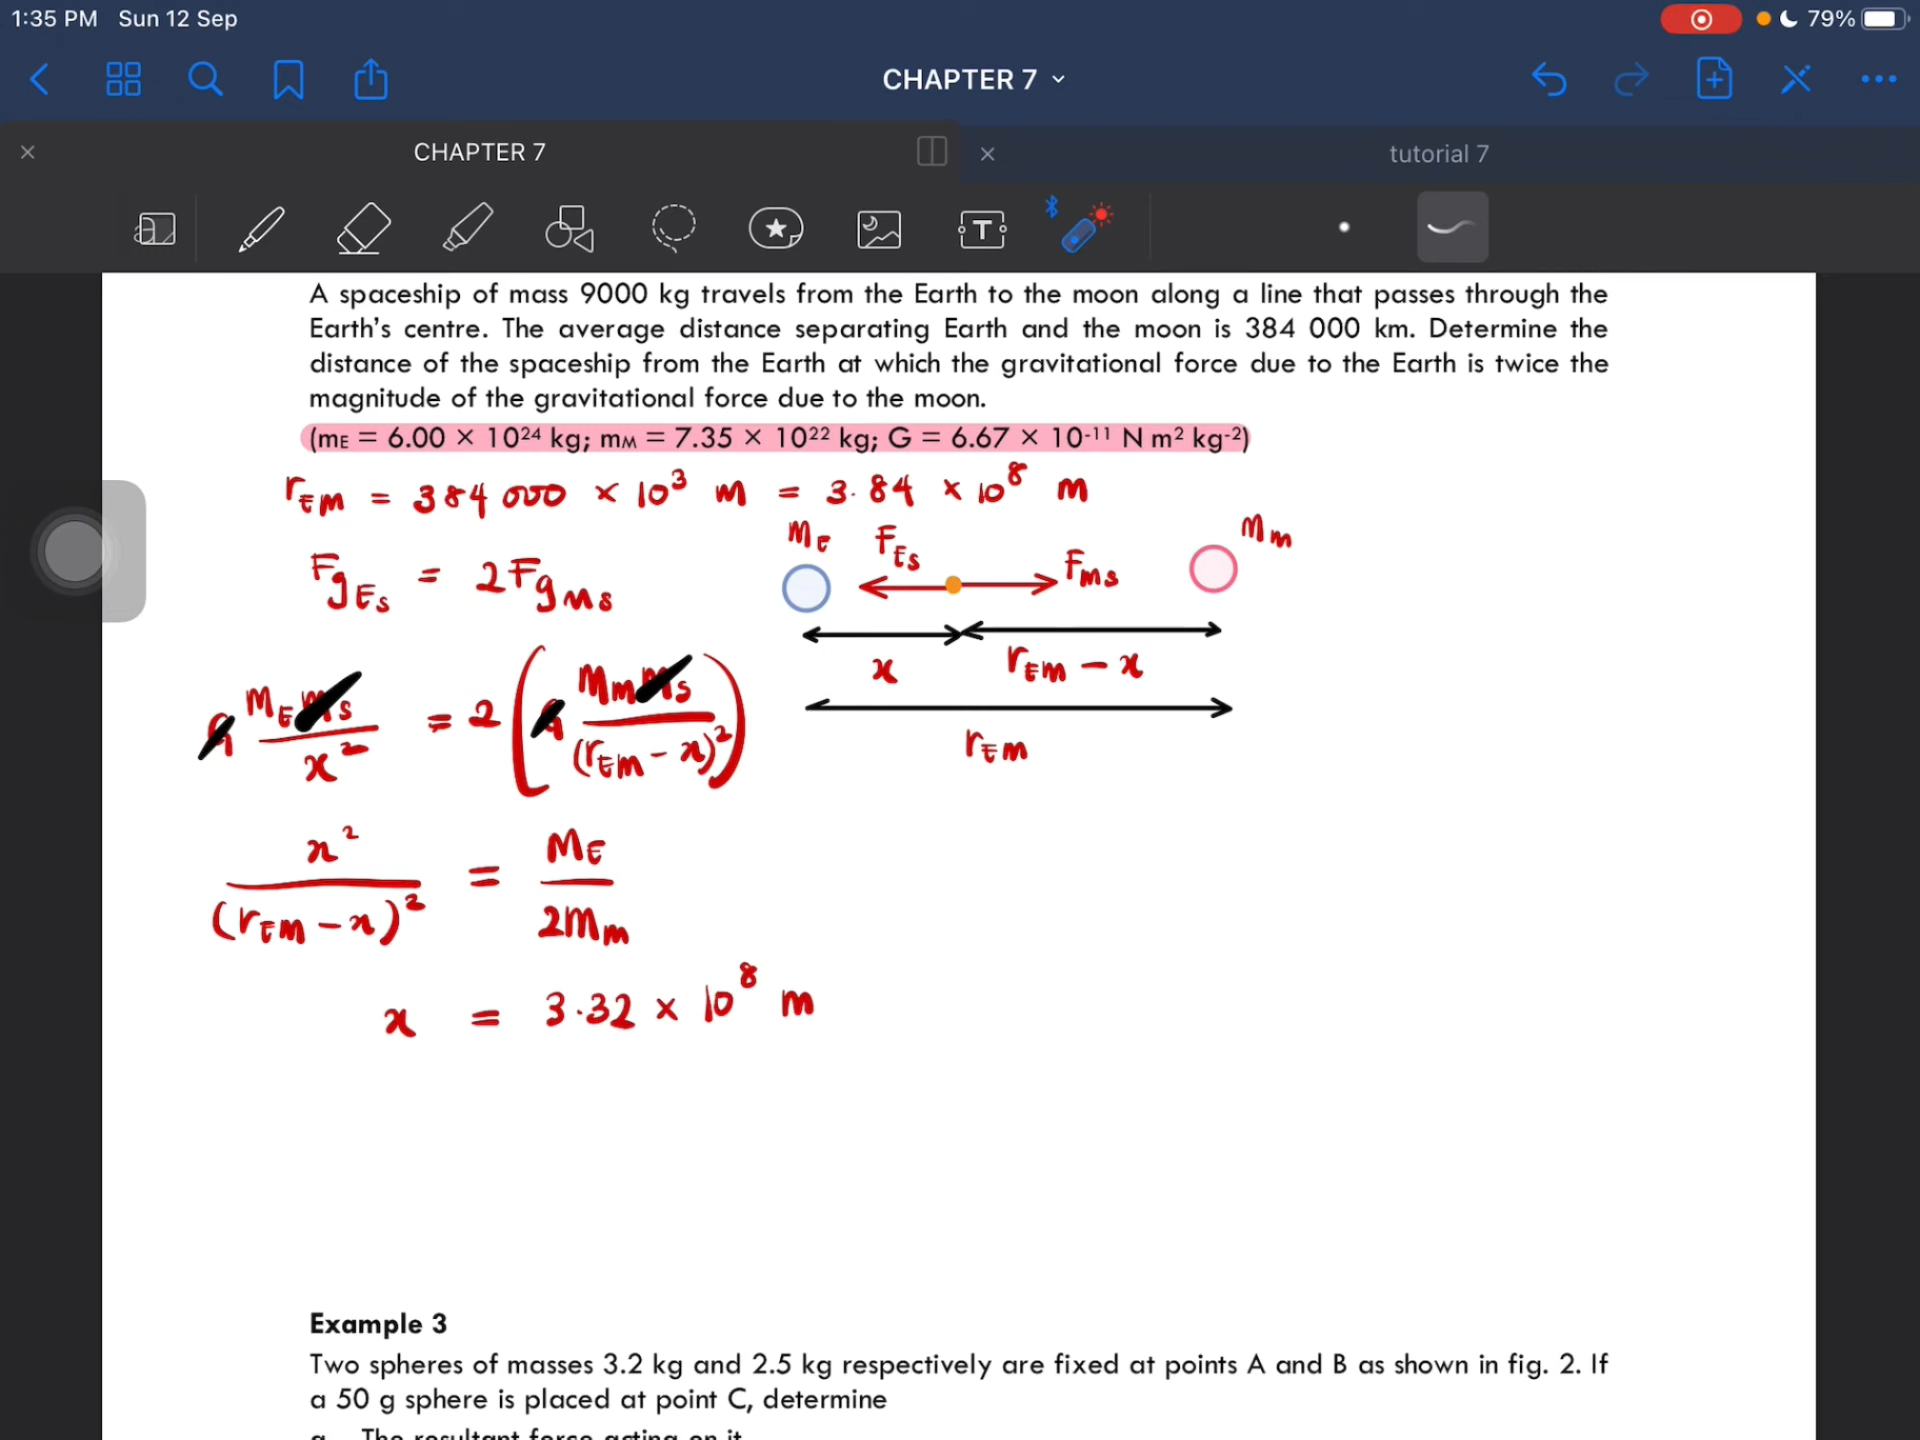 1:35 PM Sun 12 Sep
79%
CHAPTER 7
CHAPTER 7
tutorial 7
T
A spaceship of mass 9000 kg travels from the Earth to the moon along a line that passes through the
Earth's centre. The average distance separating Earth and the moon is 384 000 km. Determine the
distance of the spaceship from the Earth at which the gravitational force due to the Earth is twice the
magnitude of the gravitational force due to the moon.
(mE = 6.00 × 10²⁴ kg; mM = 7.35 × 10²² kg; G = 6.67 × 10⁻¹¹ N m² kg⁻²)
rEM = 384 000 × 10³ m = 3.84 × 10⁸ m
ME FES FMS Mm
FgES = 2FgMS
x rEM - x
rEM
G MEMS / x² = 2 (G MmMS / (rEM - x)²)
x² / (rEM - x)² = ME / 2Mm
x = 3.32 × 10⁸ m
Example 3
Two spheres of masses 3.2 kg and 2.5 kg respectively are fixed at points A and B as shown in fig. 2. If
a 50 g sphere is placed at point C, determine
a. The resultant force acting on it